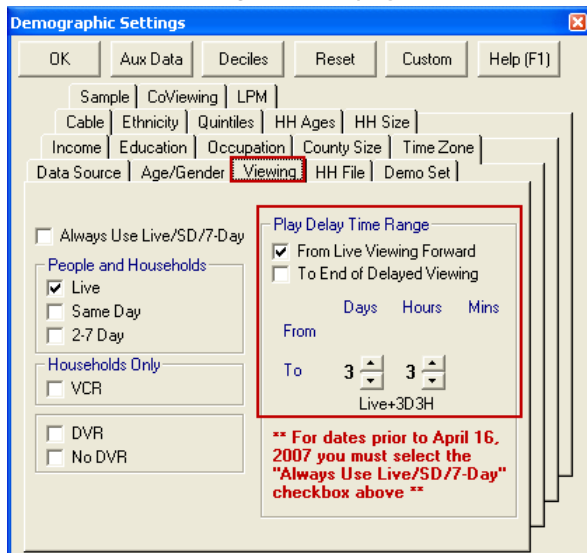 Demographic Settings
OK Aux Data Deciles Reset Custom Help (F1)
Sample CoViewing LPM
Cable Ethnicity Quintiles HH Ages HH Size
Income Education Occupation County Size Time Zone
Data Source Age/Gender Viewing HH File Demo Set
Always Use Live/SD/7-Day
People and Households
Live
Same Day
2-7 Day
Households Only
VCR
DVR
No DVR
Play Delay Time Range
From Live Viewing Forward
To End of Delayed Viewing
Days Hours Mins
From
To 3 3
Live+3D3H
** For dates prior to April 16,
2007 you must select the
"Always Use Live/SD/7-Day"
checkbox above **